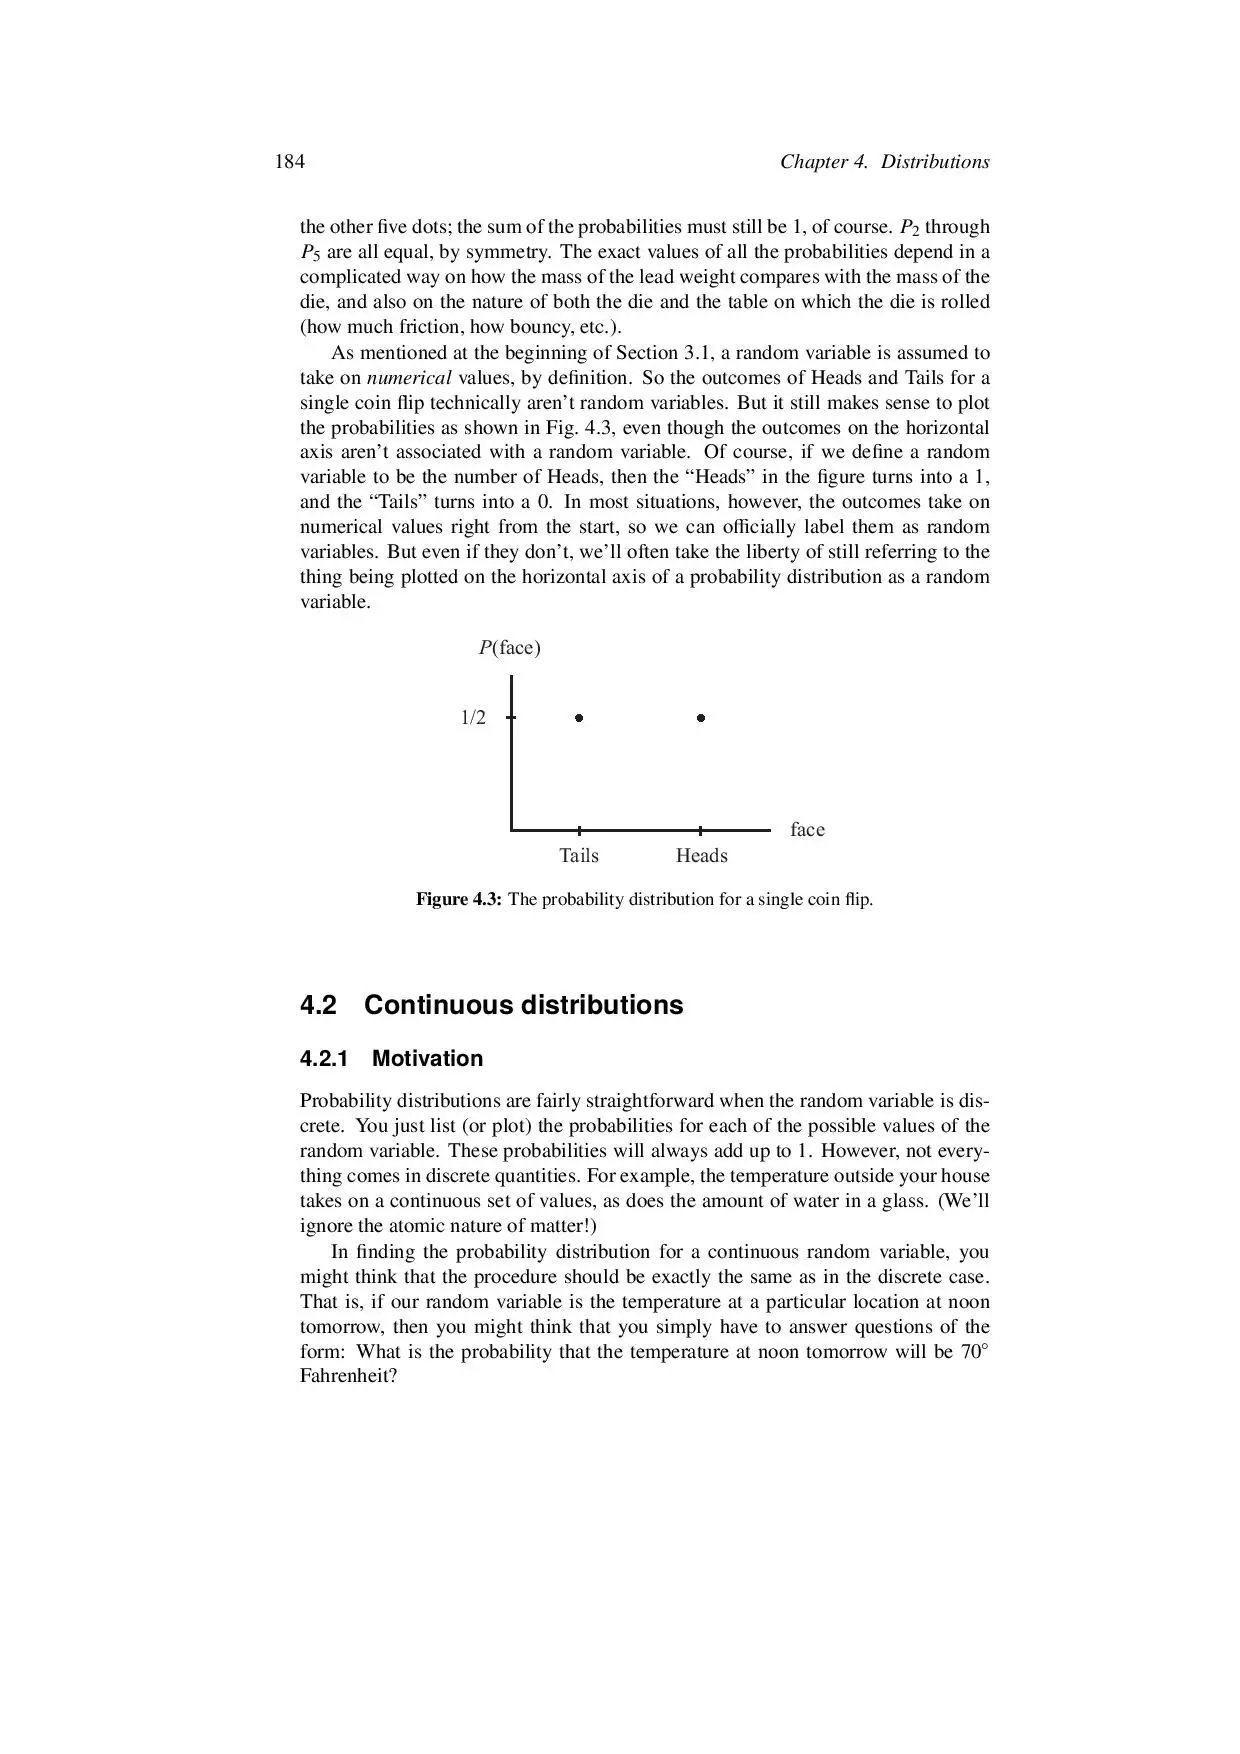 184
Chapter 4. Distributions
the other five dots; the sum of the probabilities must still be 1, of course. P2 through
P5 are all equal, by symmetry. The exact values of all the probabilities depend in a
complicated way on how the mass of the lead weight compares with the mass of the
die, and also on the nature of both the die and the table on which the die is rolled
(how much friction, how bouncy, etc.).
As mentioned at the beginning of Section 3.1, a random variable is assumed to
take on numerical values, by definition. So the outcomes of Heads and Tails for a
single coin flip technically aren't random variables. But it still makes sense to plot
the probabilities as shown in Fig. 4.3, even though the outcomes on the horizontal
axis aren't associated with a random variable. Of course, if we define a random
variable to be the number of Heads, then the “Heads” in the figure turns into a 1,
and the “Tails” turns into a 0. In most situations, however, the outcomes take on
numerical values right from the start, so we can officially label them as random
variables. But even if they don't, we'll often take the liberty of still referring to the
thing being plotted on the horizontal axis of a probability distribution as a random
variable.
P(face)
1/2
face
Tails Heads
Figure 4.3: The probability distribution for a single coin flip.
4.2 Continuous distributions
4.2.1 Motivation
Probability distributions are fairly straightforward when the random variable is dis-
crete. You just list (or plot) the probabilities for each of the possible values of the
random variable. These probabilities will always add up to 1. However, not every-
thing comes in discrete quantities. For example, the temperature outside your house
takes on a continuous set of values, as does the amount of water in a glass. (We'll
ignore the atomic nature of matter!)
In finding the probability distribution for a continuous random variable, you
might think that the procedure should be exactly the same as in the discrete case.
That is, if our random variable is the temperature at a particular location at noon
tomorrow, then you might think that you simply have to answer questions of the
form: What is the probability that the temperature at noon tomorrow will be 70°
Fahrenheit?